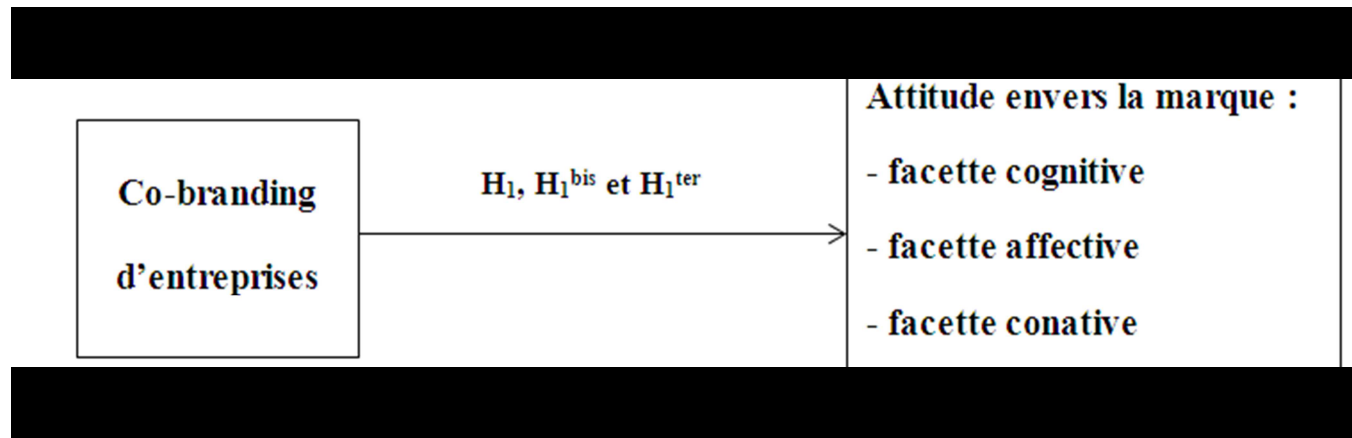 Co-branding
d’entreprises
H₁, H₁ᵇⁱˢ et H₁ᵗᵉʳ
Attitude envers la marque :
- facette cognitive
- facette affective
- facette conative